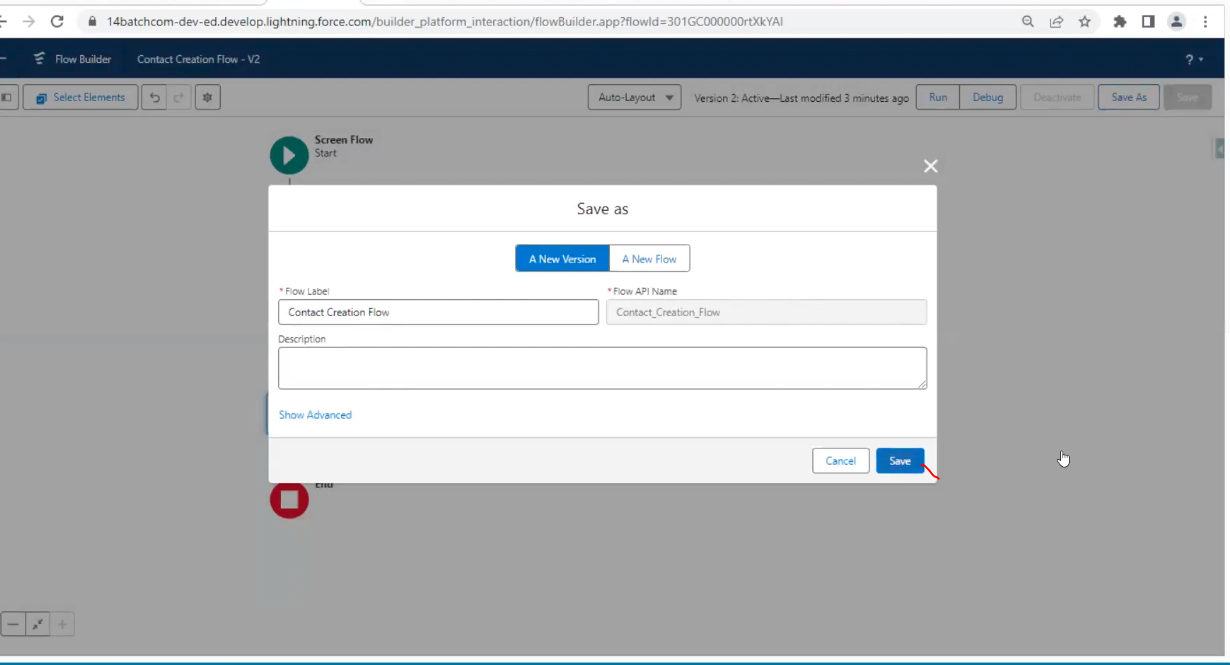 14batchcom-dev-ed.develop.lightning.force.com/builder_platform_interaction/flowBuilder.app?flowId=301GC000000rtXkYAI
Flow Builder Contact Creation Flow - V2 ?
Select Elements Auto-Layout Version 2: Active—Last modified 3 minutes ago Run Debug Deactivate Save As Save
Screen Flow
Start
Save as
A New Version A New Flow
* Flow Label * Flow API Name
Contact Creation Flow Contact_Creation_Flow
Description
Show Advanced
Cancel Save
End